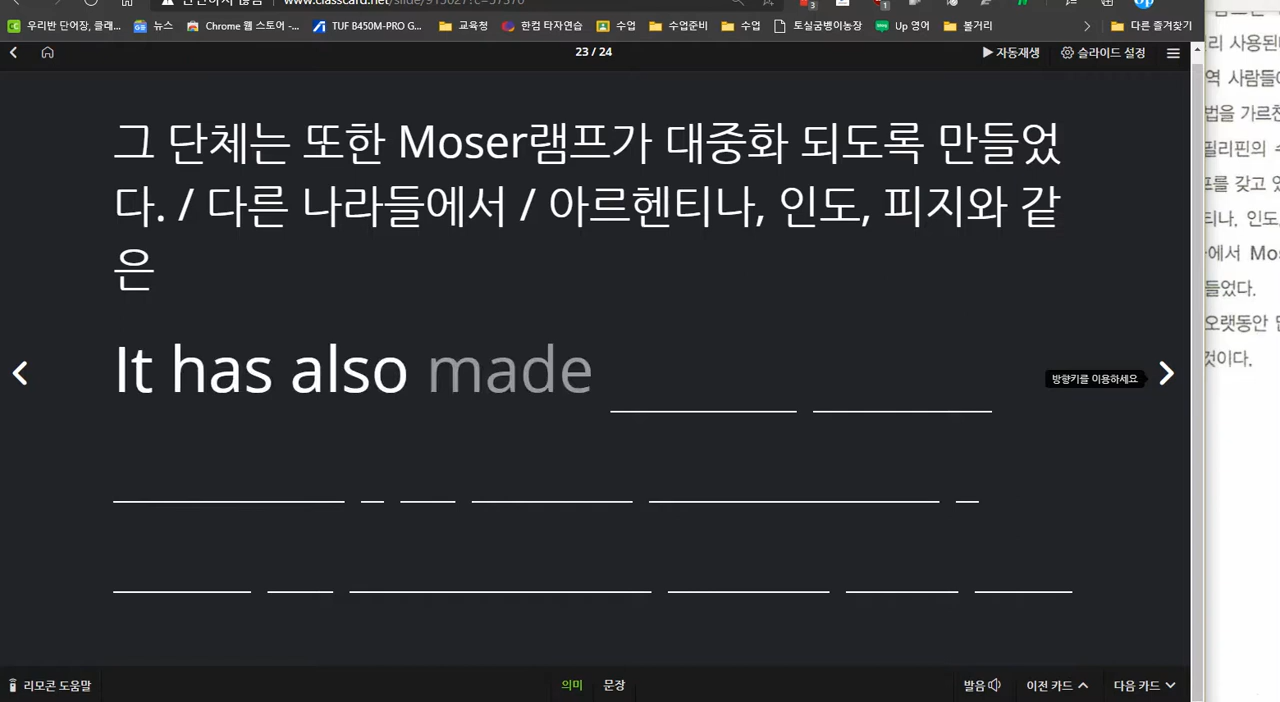 www.classcard.net/slide/
우리반 단어장, 클래... 뉴스 Chrome 웹 스토어 -... TUF B450M-PRO G... 교육청 한컴 타자연습 수업 수업준비 수업 토실굼벵이농장 Up 영어 볼거리 다른 즐겨찾기
23 / 24
자동재생 슬라이드 설정
그 단체는 또한 Moser램프가 대중화 되도록 만들었
다. / 다른 나라들에서 / 아르헨티나, 인도, 피지와 같
은
It has also made
방향키를 이용하세요
리모콘 도움말 의미 문장 발음 이전 카드 다음 카드
리 사용된
역 사람들
법을 가르
필리핀의
프를 갖고
티나, 인도,
에서 Mos
들었다.
오랫동안
것이다.